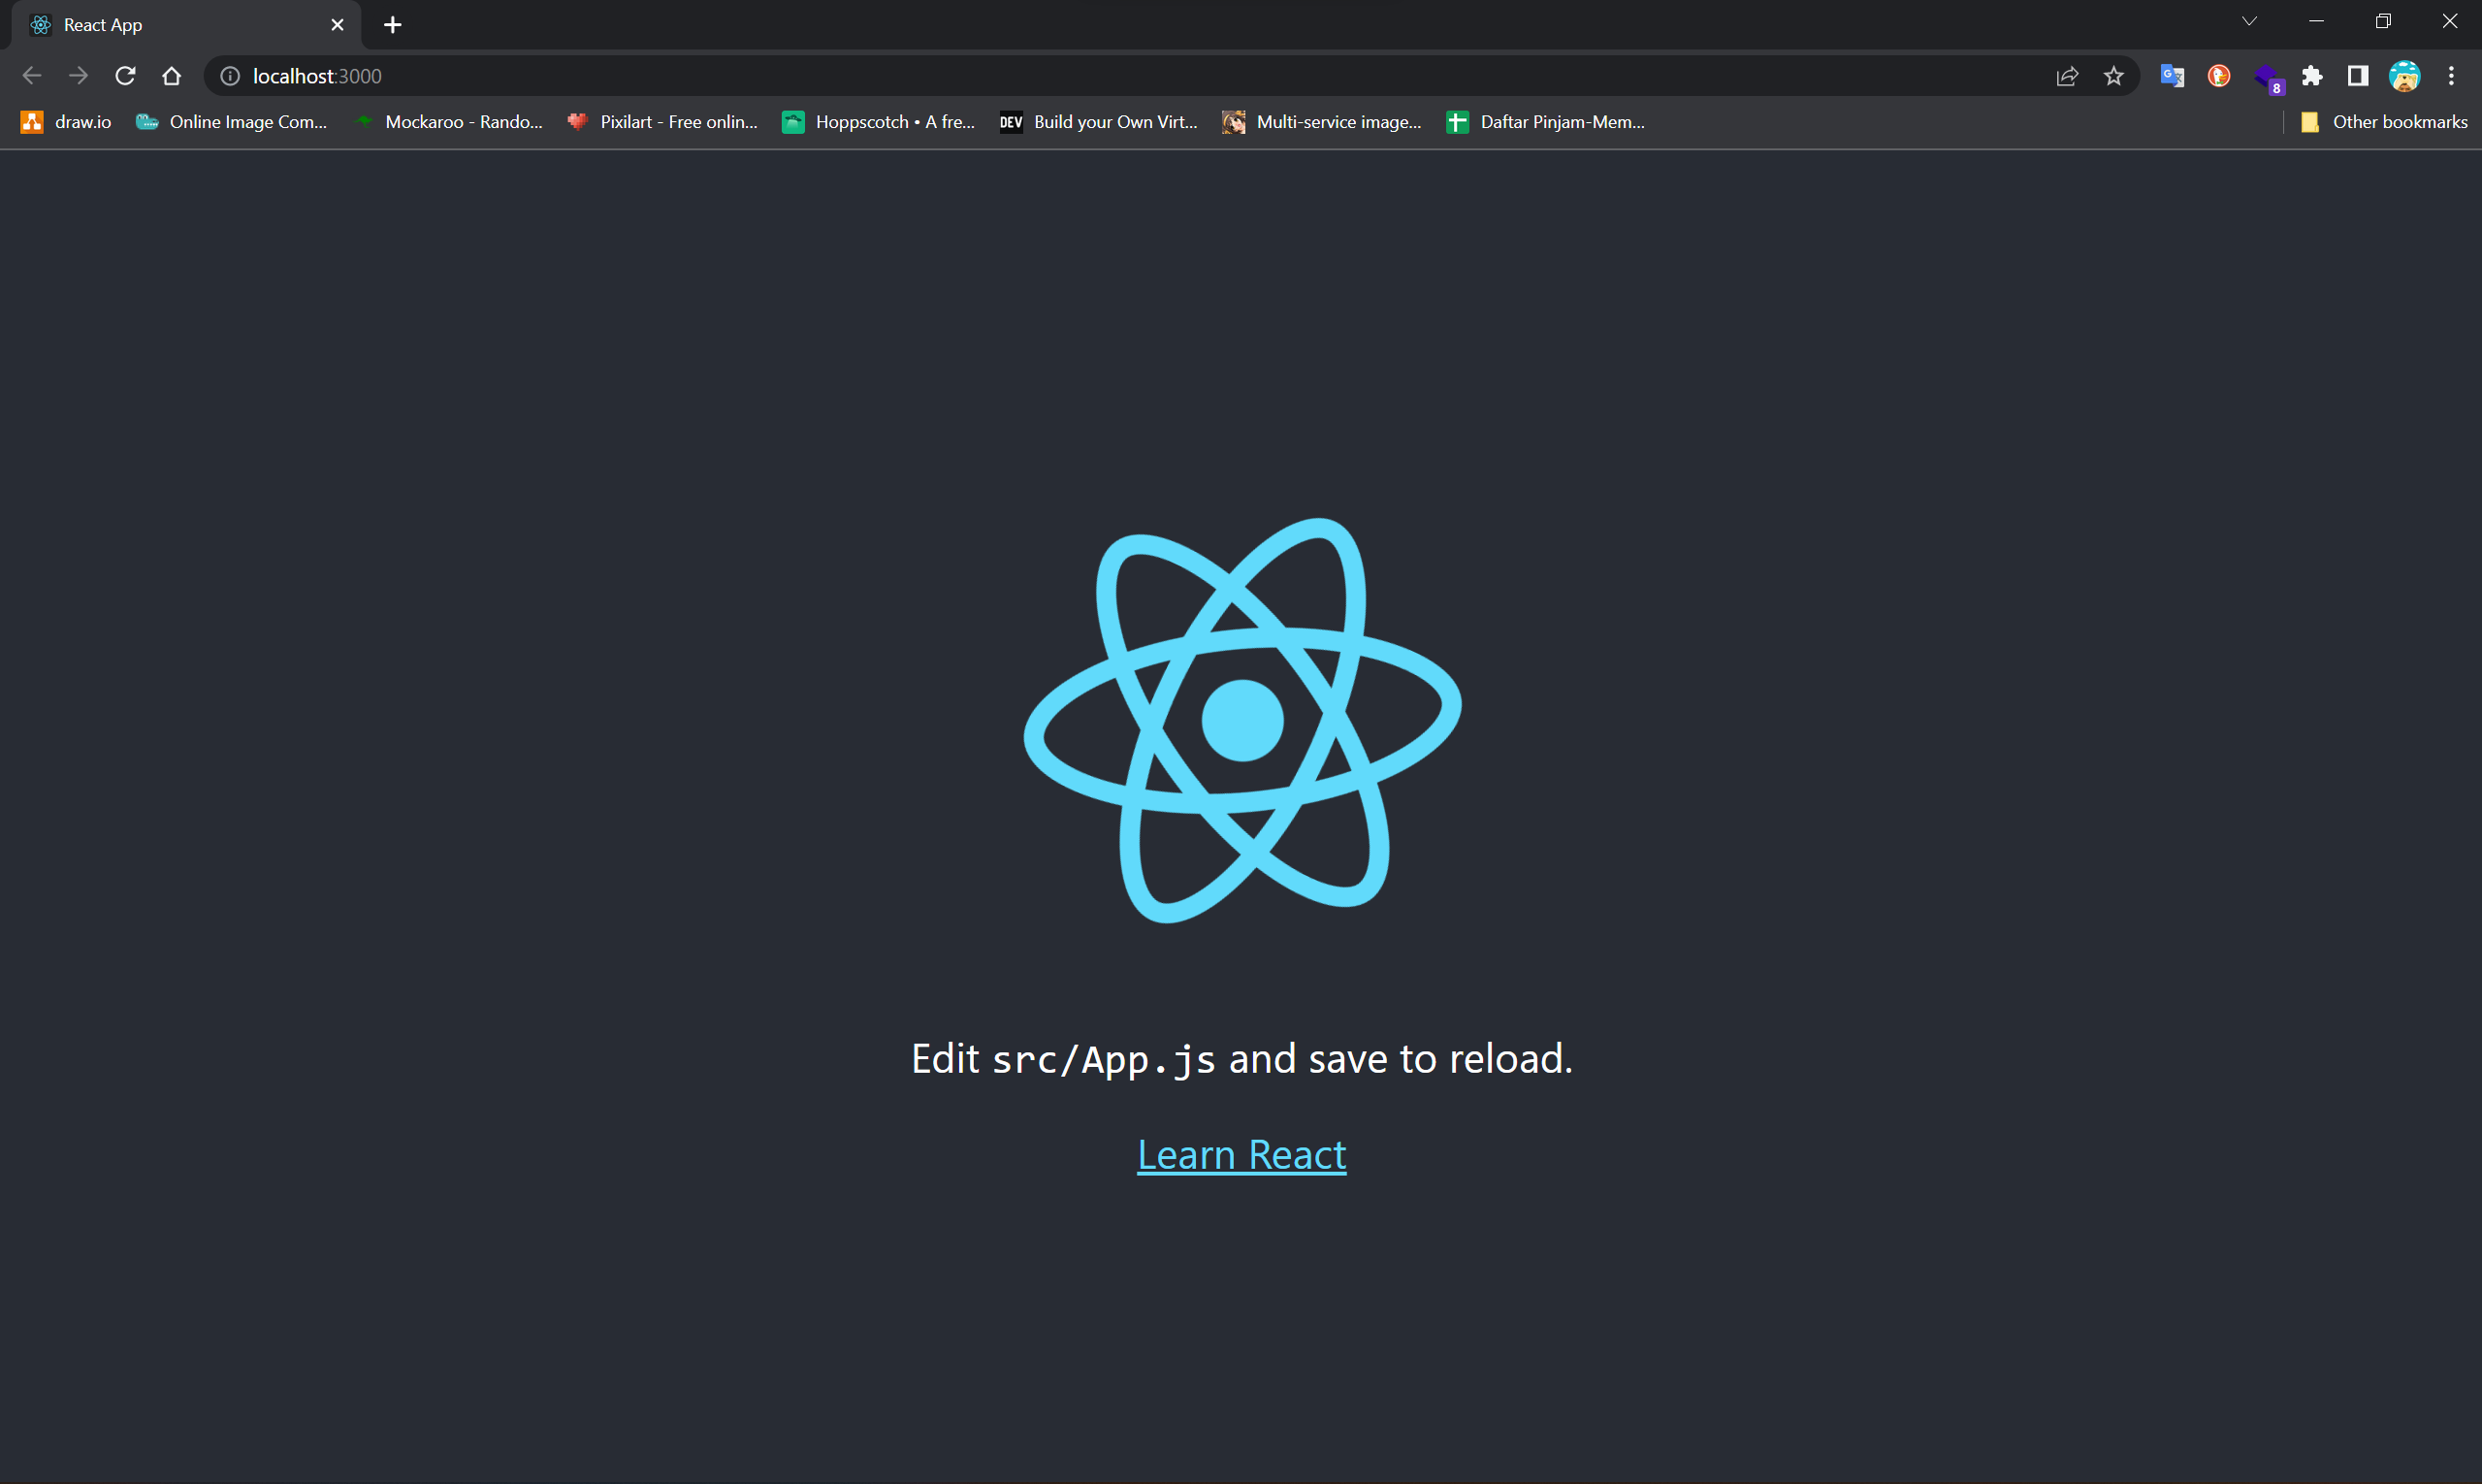 React App
localhost:3000
8
draw.io Online Image Com... Mockaroo - Rando... Pixilart - Free onlin... Hoppscotch • A fre... DEV Build your Own Virt... Multi-service image... Daftar Pinjam-Mem... Other bookmarks
Edit src/App.js and save to reload.
Learn React